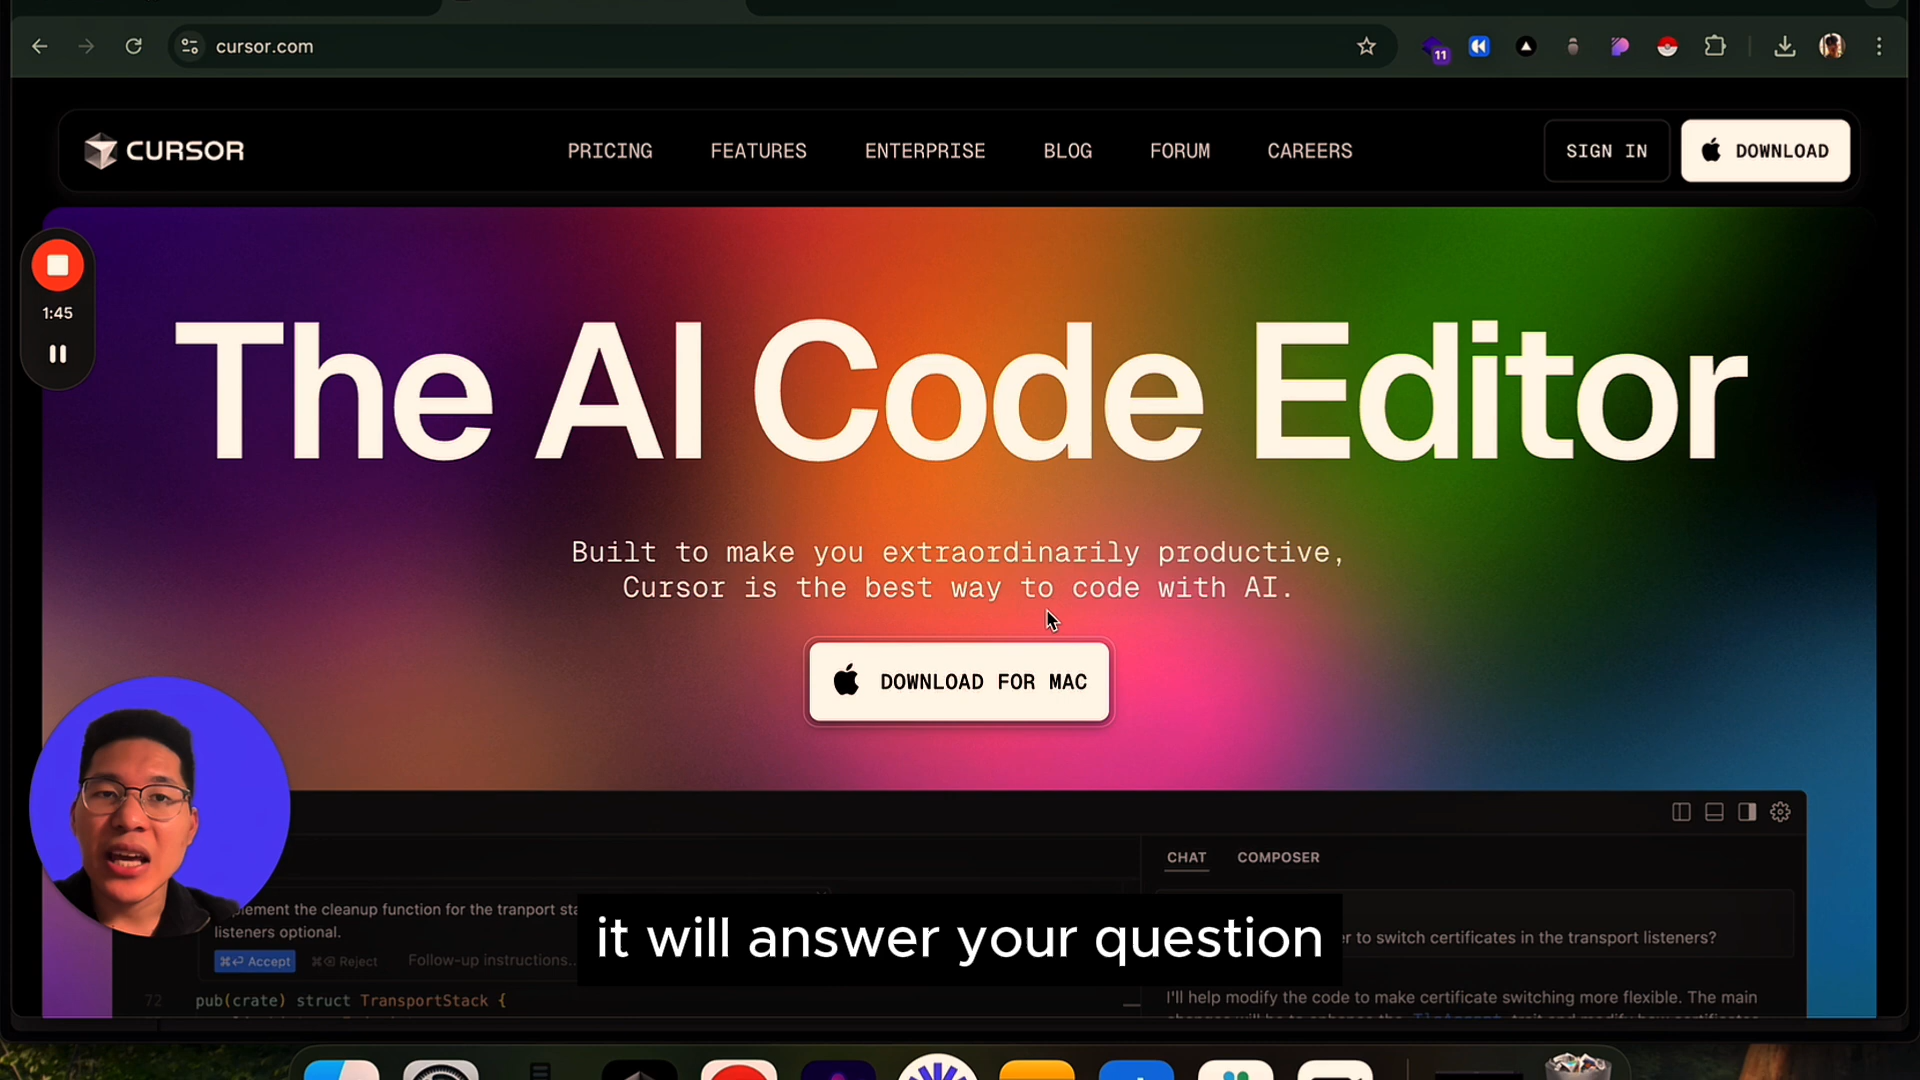 cursor.com
11
CURSOR
PRICING
FEATURES
ENTERPRISE
BLOG
FORUM
CAREERS
SIGN IN
DOWNLOAD
1:45
The AI Code Editor
Built to make you extraordinarily productive,
Cursor is the best way to code with AI.
DOWNLOAD FOR MAC
CHAT
COMPOSER
plement the cleanup function for the tranport
listeners optional.
⌘⏎ Accept
⌘⌫ Reject
Follow-up instructions...
72 pub(crate) struct TransportStack {
to switch certificates in the transport listeners?
I'll help modify the code to make certificate switching more flexible. The main
it will answer your question